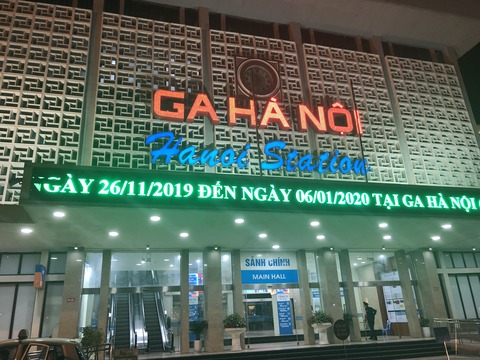 GA HÀ NỘI
Hanoi Station
NGÀY 26/11/2019 ĐẾN NGÀY 06/01/2020 TẠI GA HÀ NỘI (
SẢNH CHÍNH
MAIN HALL